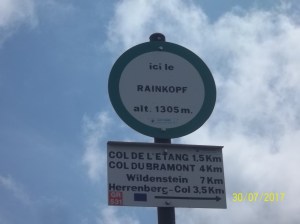 ici le
RAINKOPF
alt. 1305m.
COL DE L'ETANG 1.5Km
COL DU BRAMONT 4Km
Wildenstein 7Km
Herrenberg-Col 3.5Km
30/07/2017